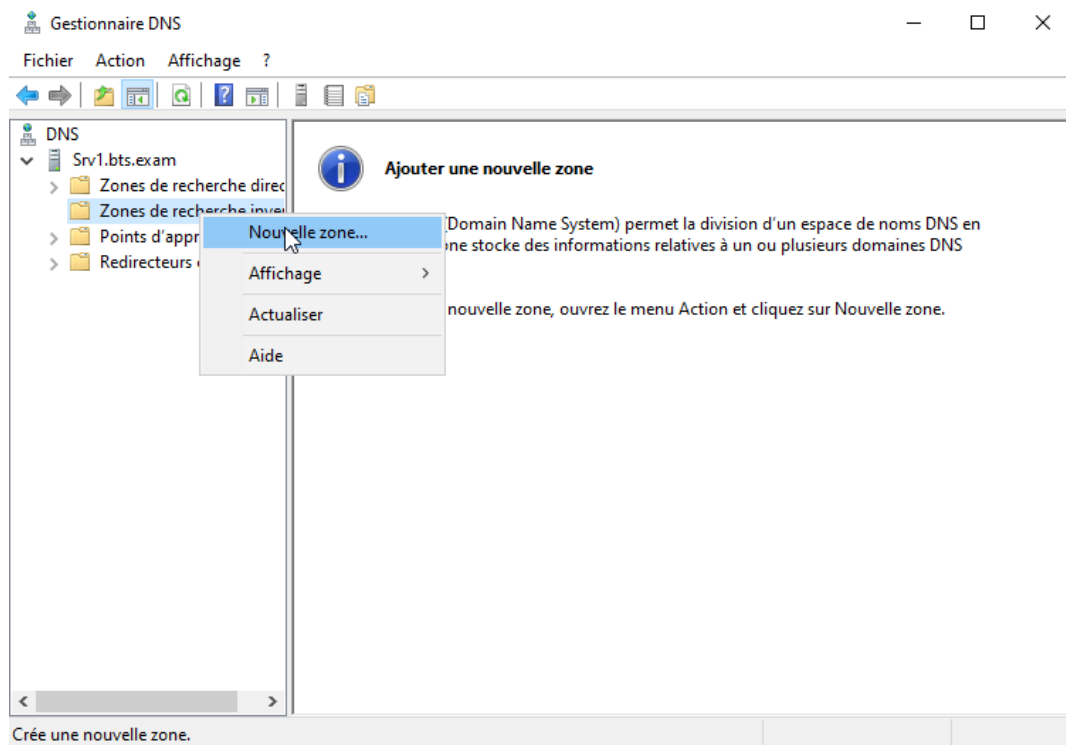 Gestionnaire DNS
Fichier Action Affichage ?
DNS
Srv1.bts.exam
Zones de recherche direc
Zones de recherche inver
Points d'appr
Redirecteurs
Nouvelle zone...
Affichage
Actualiser
Aide
Ajouter une nouvelle zone
(Domain Name System) permet la division d'un espace de noms DNS en
ne stocke des informations relatives à un ou plusieurs domaines DNS
nouvelle zone, ouvrez le menu Action et cliquez sur Nouvelle zone.
Crée une nouvelle zone.